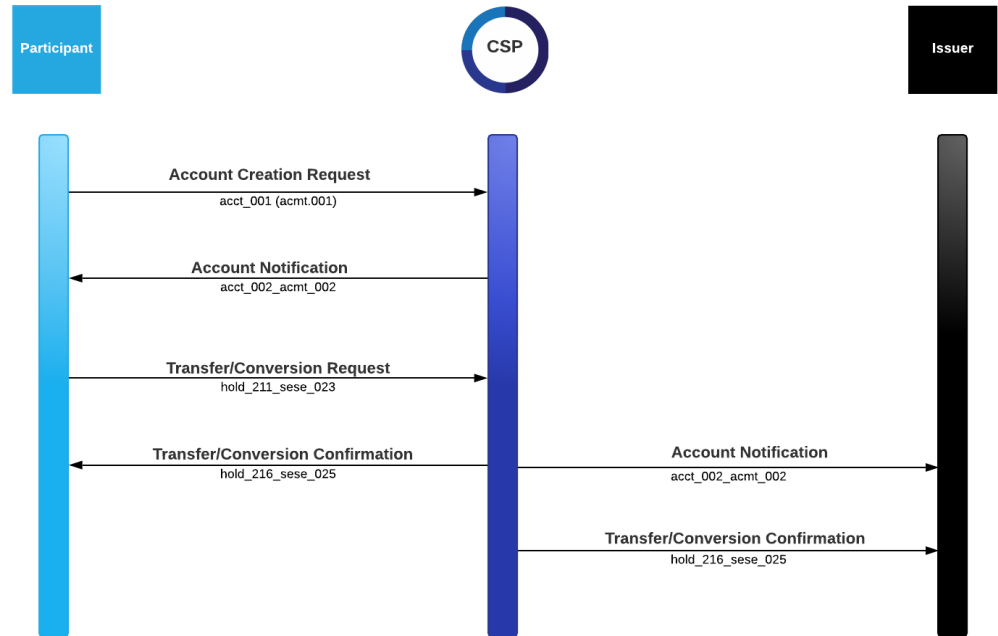 Participant
CSP
Issuer
Account Creation Request
acct_001 (acmt.001)
Account Notification
acct_002_acmt_002
Transfer/Conversion Request
hold_211_sese_023
Transfer/Conversion Confirmation
hold_216_sese_025
Account Notification
acct_002_acmt_002
Transfer/Conversion Confirmation
hold_216_sese_025